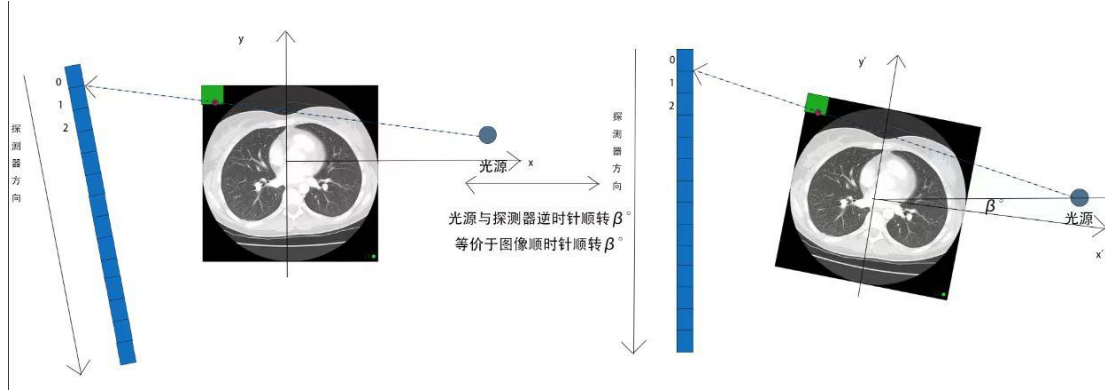 y
0
1
2
探测器方向
x
光源
光源与探测器逆时针顺转β°
等价于图像顺时针顺转β°
0
1
2
探测器方向
y'
β°
光源
x'